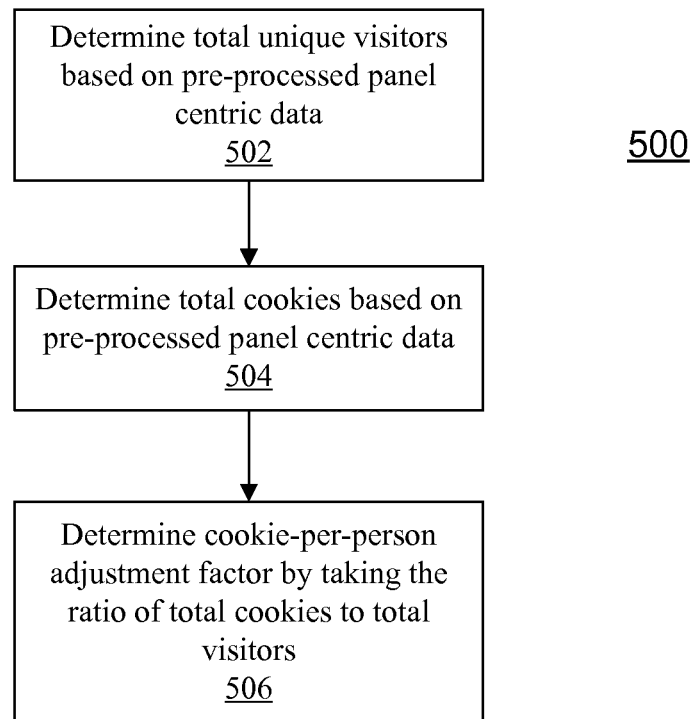 Determine total unique visitors
based on pre-processed panel
centric data
502
500
Determine total cookies based on
pre-processed panel centric data
504
Determine cookie-per-person
adjustment factor by taking the
ratio of total cookies to total
visitors
506